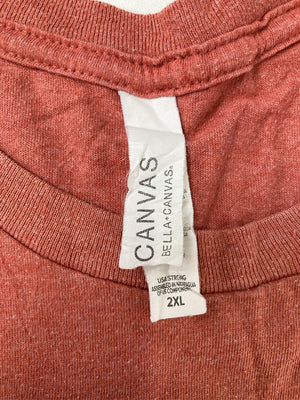 CANVAS
BELLA+CANVAS®
USA STRONG
ASSEMBLED IN NICARAGUA
OF US COMPONENTS
2XL